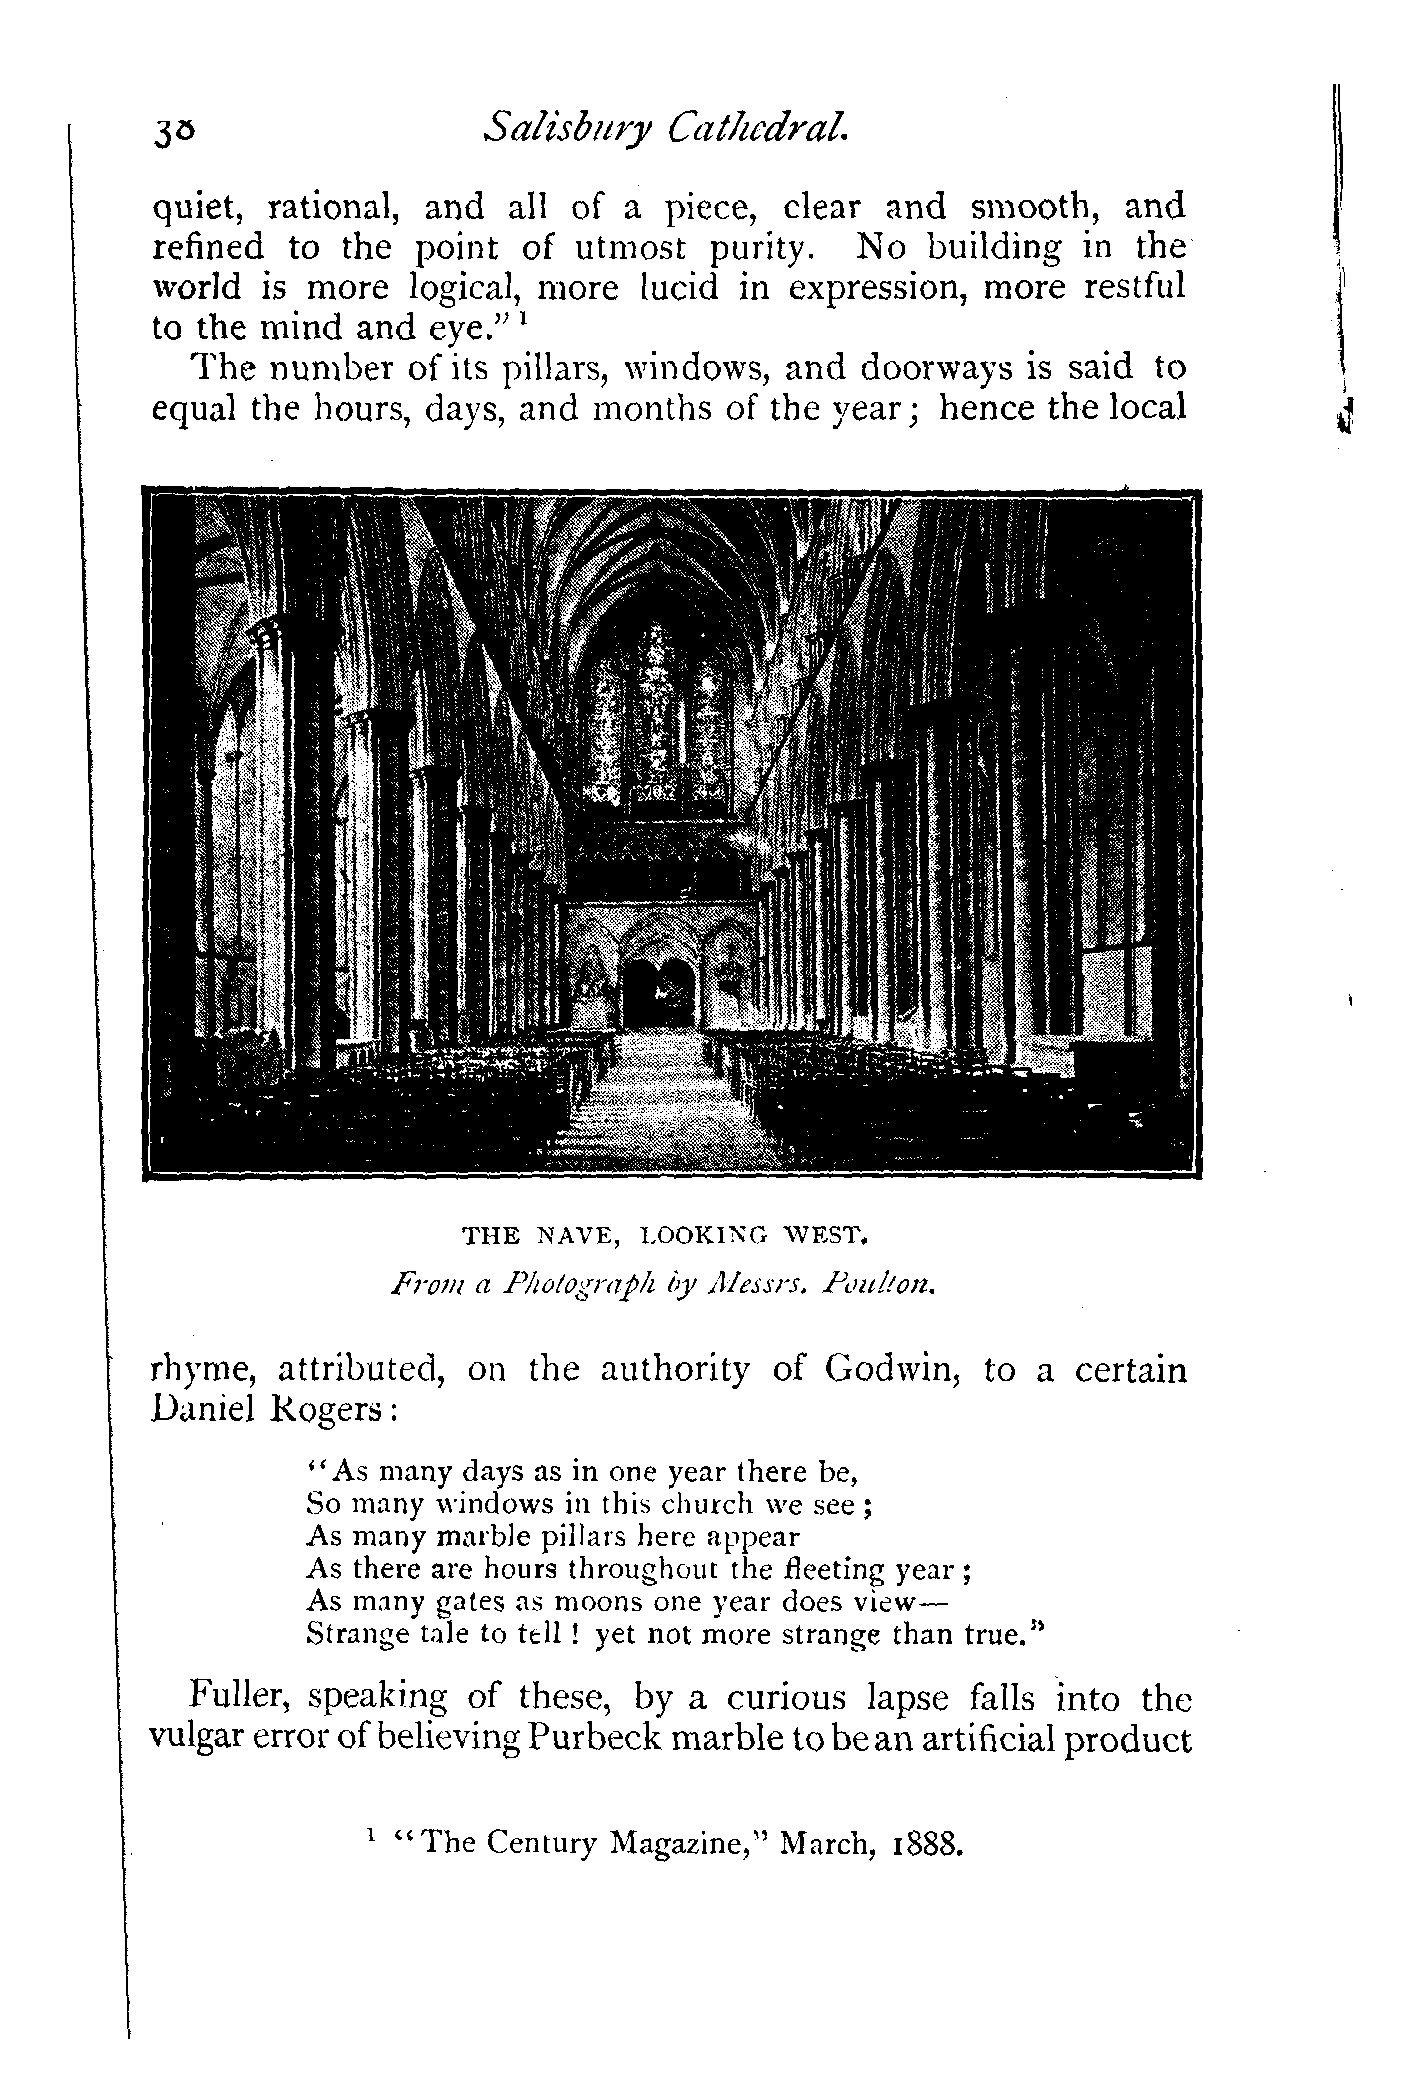 30 Salisbury Cathedral.
quiet, rational, and all of a piece, clear and smooth, and
refined to the point of utmost purity. No building in the
world is more logical, more lucid in expression, more restful
to the mind and eye.” ¹
The number of its pillars, windows, and doorways is said to
equal the hours, days, and months of the year; hence the local
THE NAVE, LOOKING WEST.
From a Photograph by Messrs. Poulton.
rhyme, attributed, on the authority of Godwin, to a certain
Daniel Rogers:
“As many days as in one year there be,
So many windows in this church we see;
As many marble pillars here appear
As there are hours throughout the fleeting year;
As many gates as moons one year does view—
Strange tale to tell! yet not more strange than true.”
Fuller, speaking of these, by a curious lapse falls into the
vulgar error of believing Purbeck marble to be an artificial product
¹ “The Century Magazine,” March, 1888.